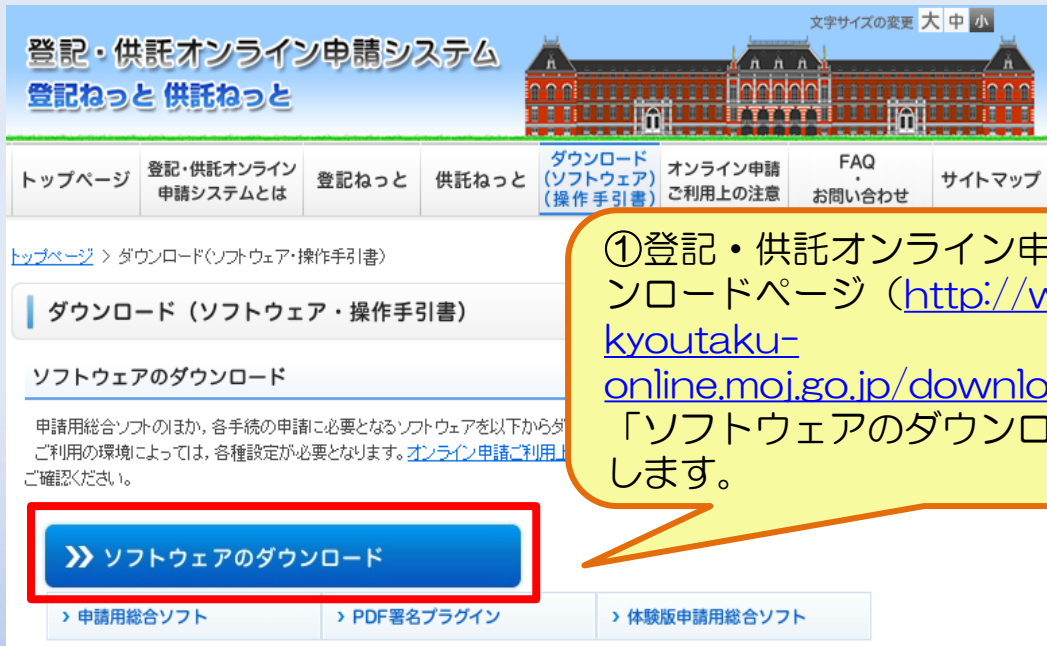 文字サイズの変更 大 中 小
登記・供託オンライン申請システム
登記ねっと 供託ねっと
トップページ
登記・供託オンライン
申請システムとは
登記ねっと
供託ねっと
ダウンロード
(ソフトウェア)
(操作手引書)
オンライン申請
ご利用上の注意
FAQ
・
お問い合わせ
サイトマップ
トップページ > ダウンロード(ソフトウェア・操作手引書)
ダウンロード（ソフトウェア・操作手引書）
ソフトウェアのダウンロード
申請用総合ソフトのほか，各手続の申請に必要となるソフトウェアを以下から
ご利用の環境によっては，各種設定が必要となります。オンライン申請ご利用上
ご確認ください。
①登記・供託オンライン申
ンロードページ（http://w
kyoutaku-
online.moj.go.jp/downlo
「ソフトウェアのダウンロ
します。
ソフトウェアのダウンロード
› 申請用総合ソフト
› PDF署名プラグイン
› 体験版申請用総合ソフト